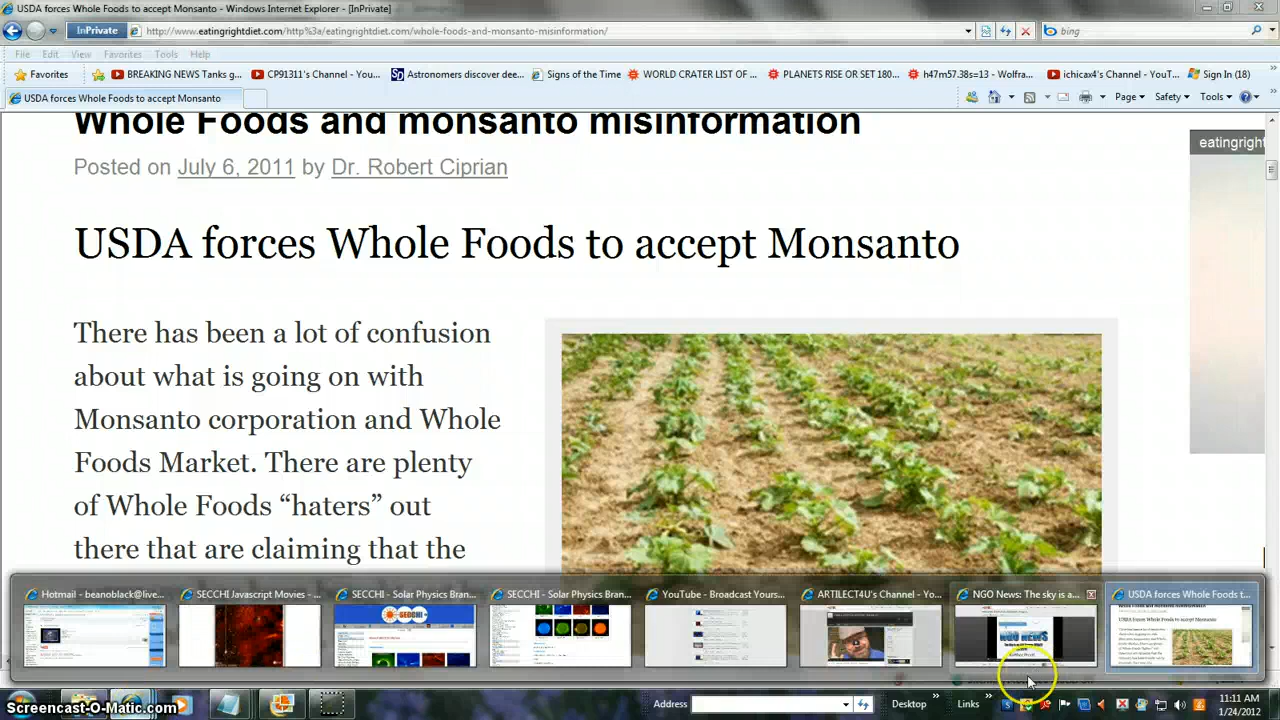 USDA forces Whole Foods to accept Monsanto - Windows Internet Explorer - [InPrivate]
InPrivate http://www.eatingrightdiet.com/http%3a/eatingrightdiet.com/whole-foods-and-monsanto-misinformation/ bing
File Edit View Favorites Tools Help
Favorites BREAKING NEWS Tanks g... CP91311's Channel - You... Astronomers discover dee... Signs of the Time WORLD CRATER LIST OF ... PLANETS RISE OR SET 180... h47m57.38s=13 - Wolfra... ichicax4's Channel - YouT... Sign In (18)
USDA forces Whole Foods to accept Monsanto
Page Safety Tools
Whole Foods and monsanto misinformation
eatingright
Posted on July 6, 2011 by Dr. Robert Ciprian
USDA forces Whole Foods to accept Monsanto
There has been a lot of confusion
about what is going on with
Monsanto corporation and Whole
Foods Market. There are plenty
of Whole Foods “haters” out
there that are claiming that the
Hotmail - beanoblack@live... SECCHI Javascript Movies - ... SECCHI - Solar Physics Bran... SECCHI - Solar Physics Bran... YouTube - Broadcast Yours... ARTILECT4U's Channel - Yo... NGO News: The sky is a... USDA forces Whole Foods t...
SECCHI
NGO NEWS
Address Desktop Links
11:11 AM
1/24/2012
Screencast-O-Matic.com